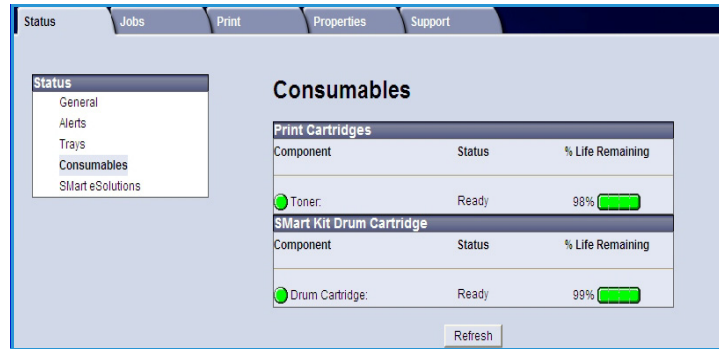 Status Jobs Print Properties Support
Status
General
Alerts
Trays
Consumables
SMart eSolutions
Consumables
Print Cartridges
Component Status % Life Remaining
Toner: Ready 98%
SMart Kit Drum Cartridge
Component Status % Life Remaining
Drum Cartridge: Ready 99%
Refresh